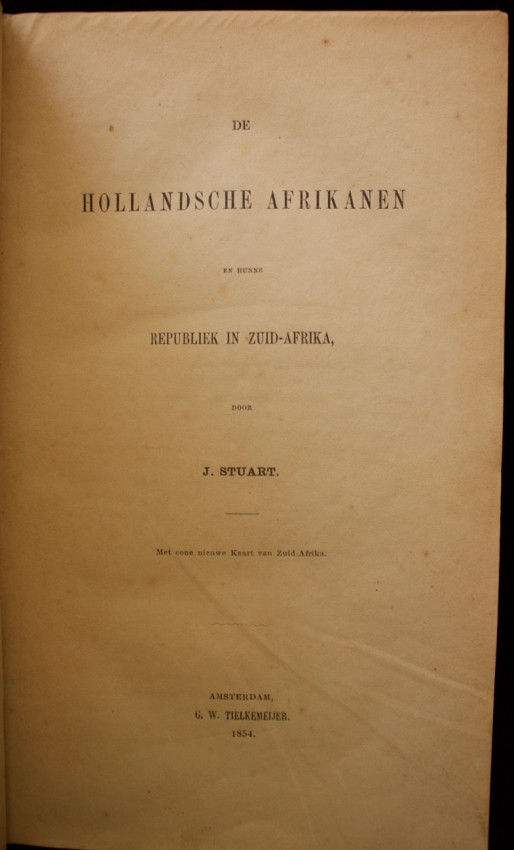 DE
HOLLANDSCHE AFRIKANEN
EN HUNNE
REPUBLIEK IN ZUID-AFRIKA,
DOOR
J. STUART.
Met eene nieuwe Kaart van Zuid-Afrika.
AMSTERDAM,
G. W. TIELKEMEIJER.
1854.